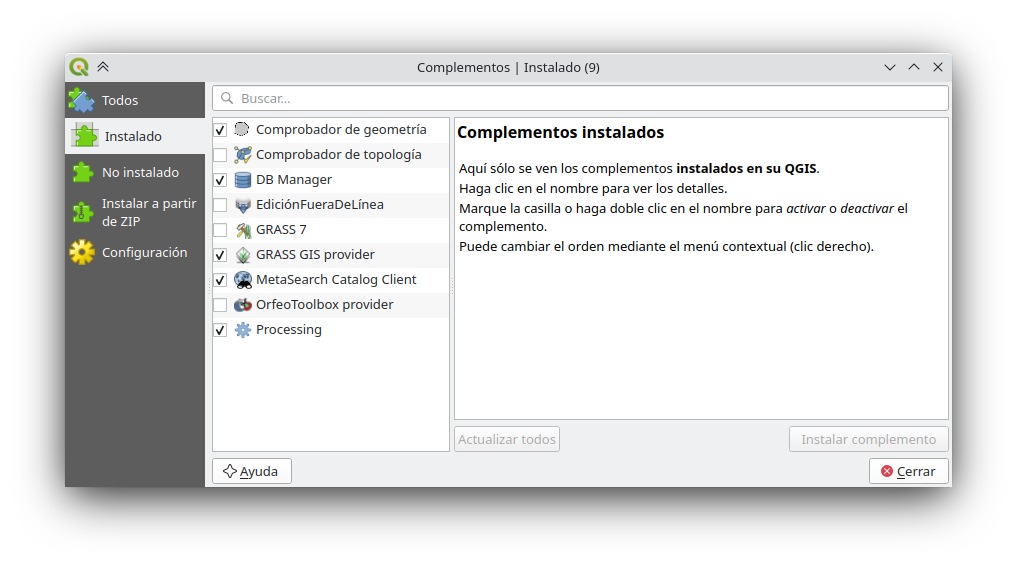 Complementos | Instalado (9)
Todos
Instalado
No instalado
Instalar a partir
de ZIP
Configuración
Buscar...
Comprobador de geometría
Comprobador de topología
DB Manager
EdiciónFueraDeLínea
GRASS 7
GRASS GIS provider
MetaSearch Catalog Client
OrfeoToolbox provider
Processing
Complementos instalados
Aquí sólo se ven los complementos instalados en su QGIS.
Haga clic en el nombre para ver los detalles.
Marque la casilla o haga doble clic en el nombre para activar o deactivar el
complemento.
Puede cambiar el orden mediante el menú contextual (clic derecho).
Actualizar todos
Instalar complemento
Ayuda
Cerrar